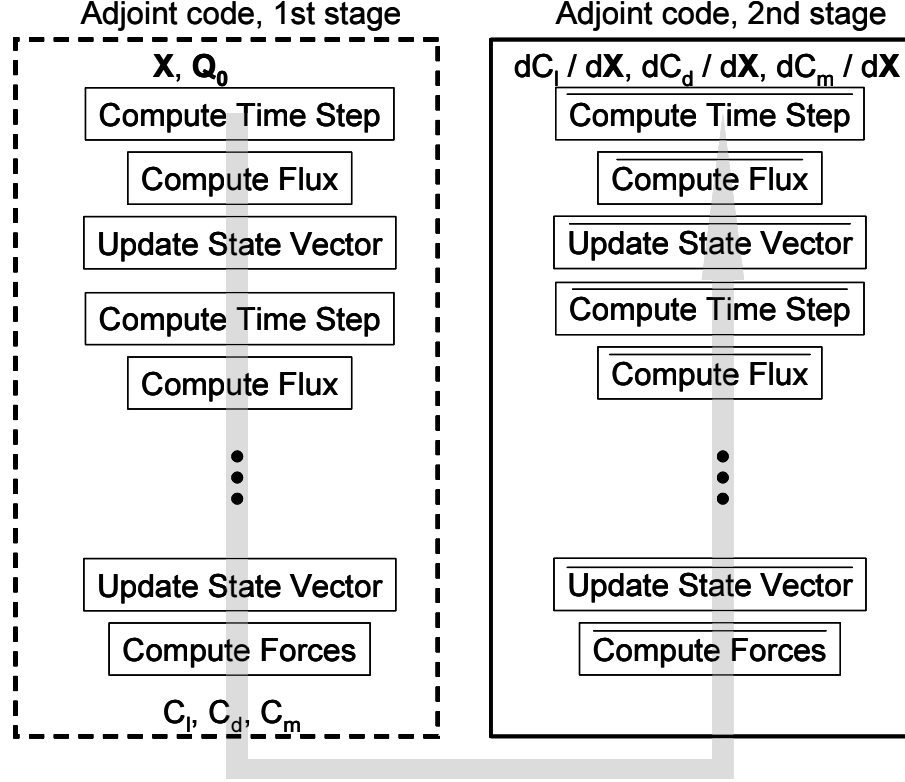 Adjoint code, 1st stage
X, Q₀
Compute Time Step
Compute Flux
Update State Vector
Compute Time Step
Compute Flux
Update State Vector
Compute Forces
Cₗ, C_d, Cₘ
Adjoint code, 2nd stage
dCₗ / dX, dC_d / dX, dCₘ / dX
Compute Time Step
Compute Flux
Update State Vector
Compute Time Step
Compute Flux
Update State Vector
Compute Forces